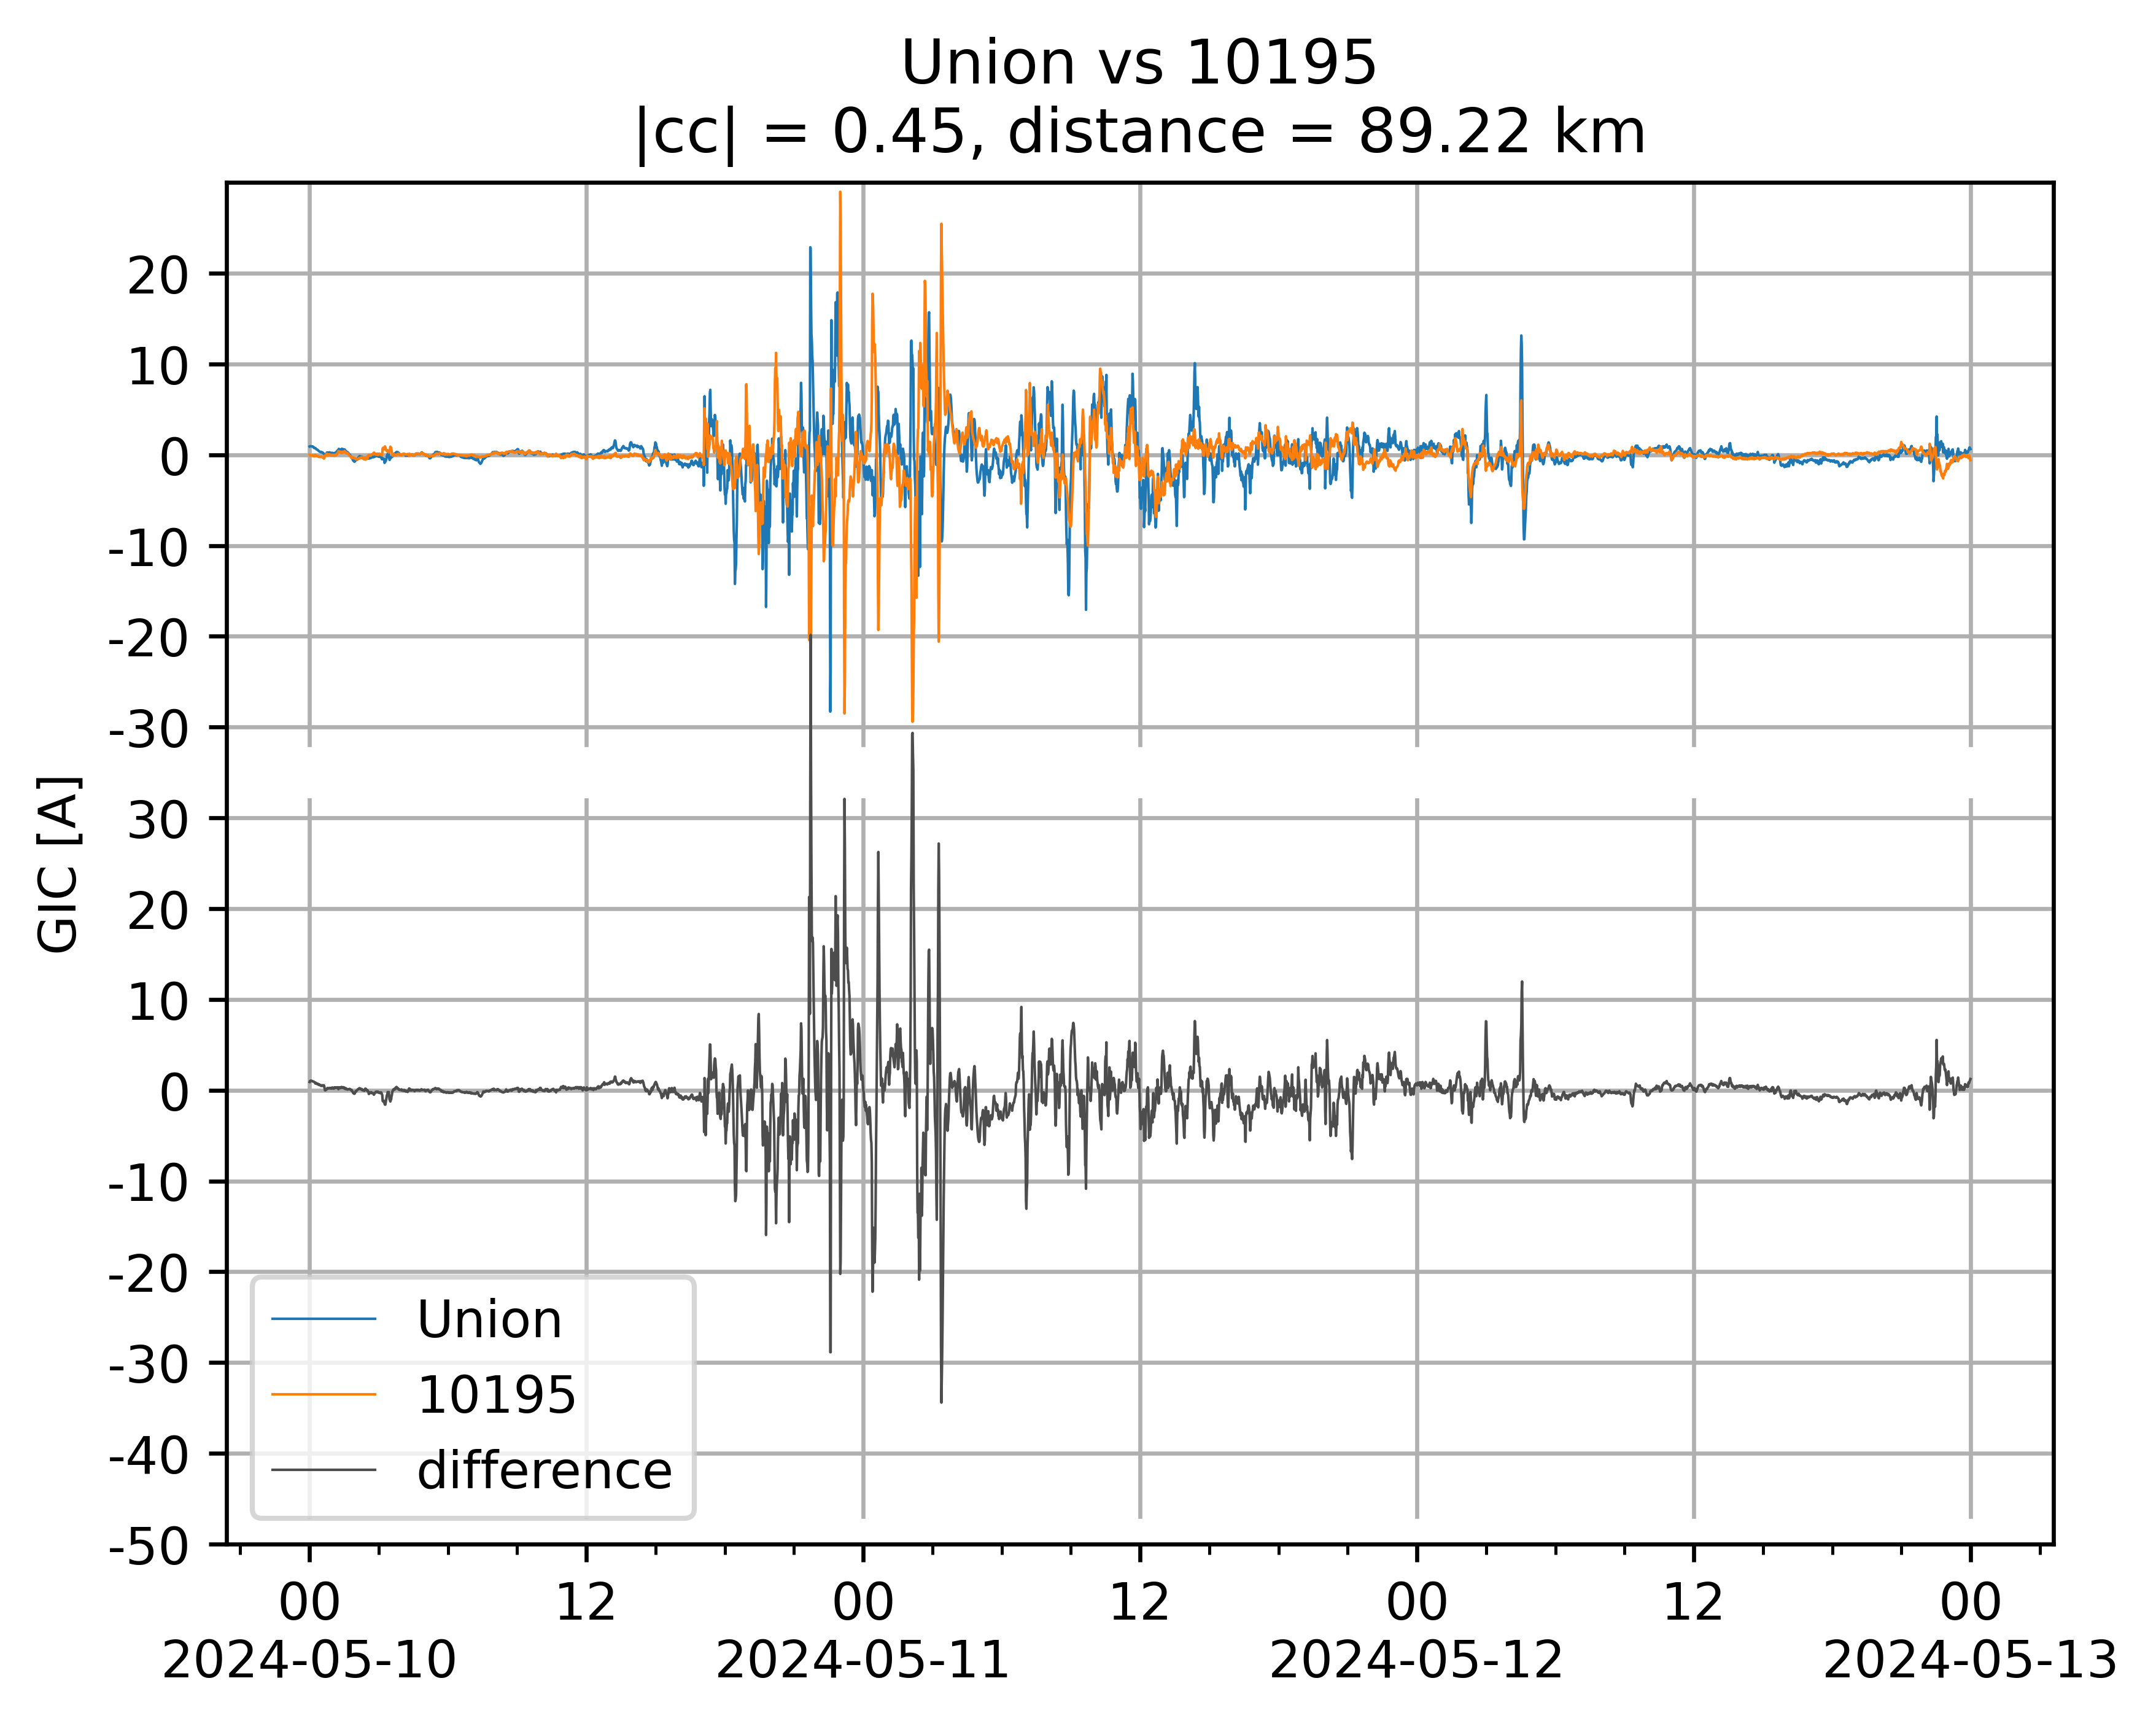 Union vs 10195
|cc| = 0.45, distance = 89.22 km
GIC [A]
20
10
0
-10
-20
-30
30
20
10
0
-10
-20
-30
-40
-50
Union
10195
difference
00 12 00 12 00 12 00
2024-05-10 2024-05-11 2024-05-12 2024-05-13